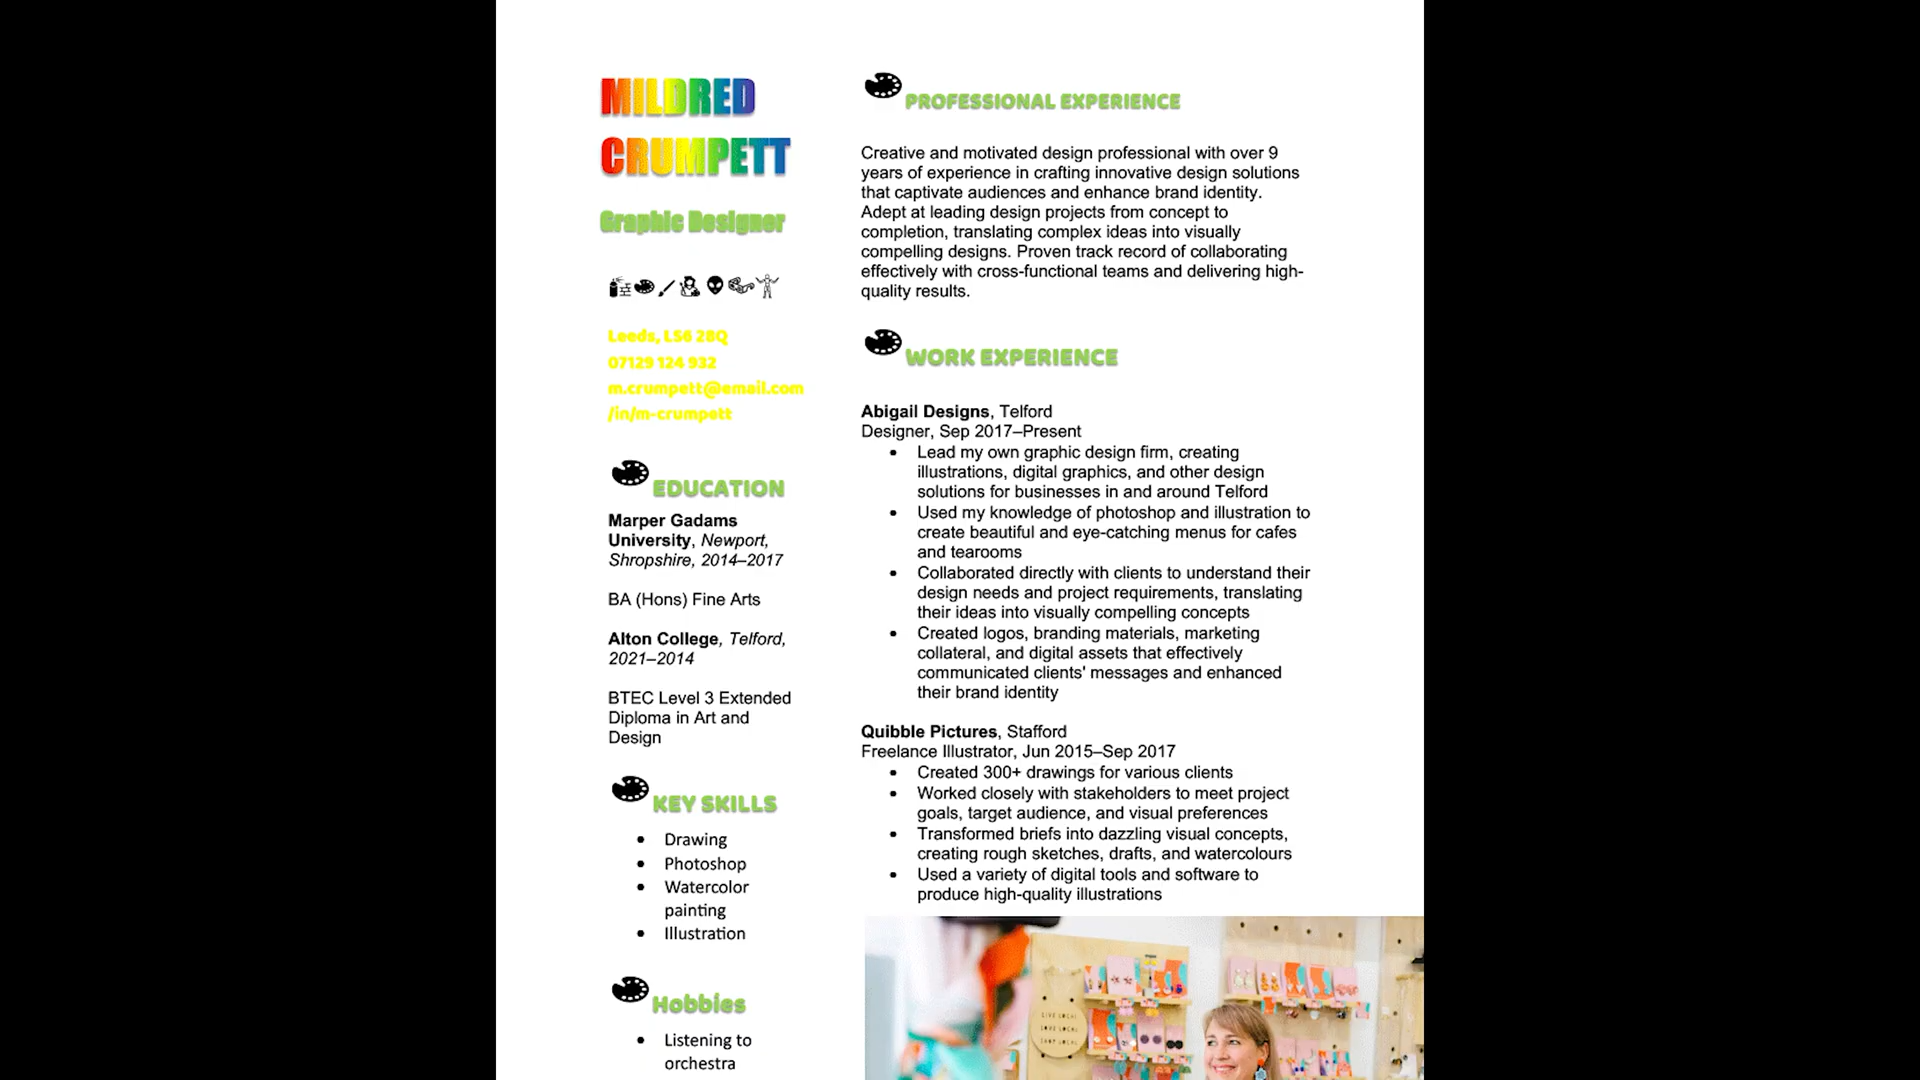 MILDRED
CRUMPETT
Graphic Designer
Leeds, LS6 2BQ
07129 124 932
m.crumpett@email.com
/in/m-crumpett
EDUCATION
Marper Gadams
University, Newport,
Shropshire, 2014–2017
BA (Hons) Fine Arts
Alton College, Telford,
2021–2014
BTEC Level 3 Extended
Diploma in Art and
Design
KEY SKILLS
• Drawing
• Photoshop
• Watercolor
painting
• Illustration
Hobbies
• Listening to
orchestra
PROFESSIONAL EXPERIENCE
Creative and motivated design professional with over 9
years of experience in crafting innovative design solutions
that captivate audiences and enhance brand identity.
Adept at leading design projects from concept to
completion, translating complex ideas into visually
compelling designs. Proven track record of collaborating
effectively with cross-functional teams and delivering high-
quality results.
WORK EXPERIENCE
Abigail Designs, Telford
Designer, Sep 2017–Present
• Lead my own graphic design firm, creating
illustrations, digital graphics, and other design
solutions for businesses in and around Telford
• Used my knowledge of photoshop and illustration to
create beautiful and eye-catching menus for cafes
and tearooms
• Collaborated directly with clients to understand their
design needs and project requirements, translating
their ideas into visually compelling concepts
• Created logos, branding materials, marketing
collateral, and digital assets that effectively
communicated clients' messages and enhanced
their brand identity
Quibble Pictures, Stafford
Freelance Illustrator, Jun 2015–Sep 2017
• Created 300+ drawings for various clients
• Worked closely with stakeholders to meet project
goals, target audience, and visual preferences
• Transformed briefs into dazzling visual concepts,
creating rough sketches, drafts, and watercolours
• Used a variety of digital tools and software to
produce high-quality illustrations
LIVE LOCAL
LOVE LOCAL
SHOP LOCAL